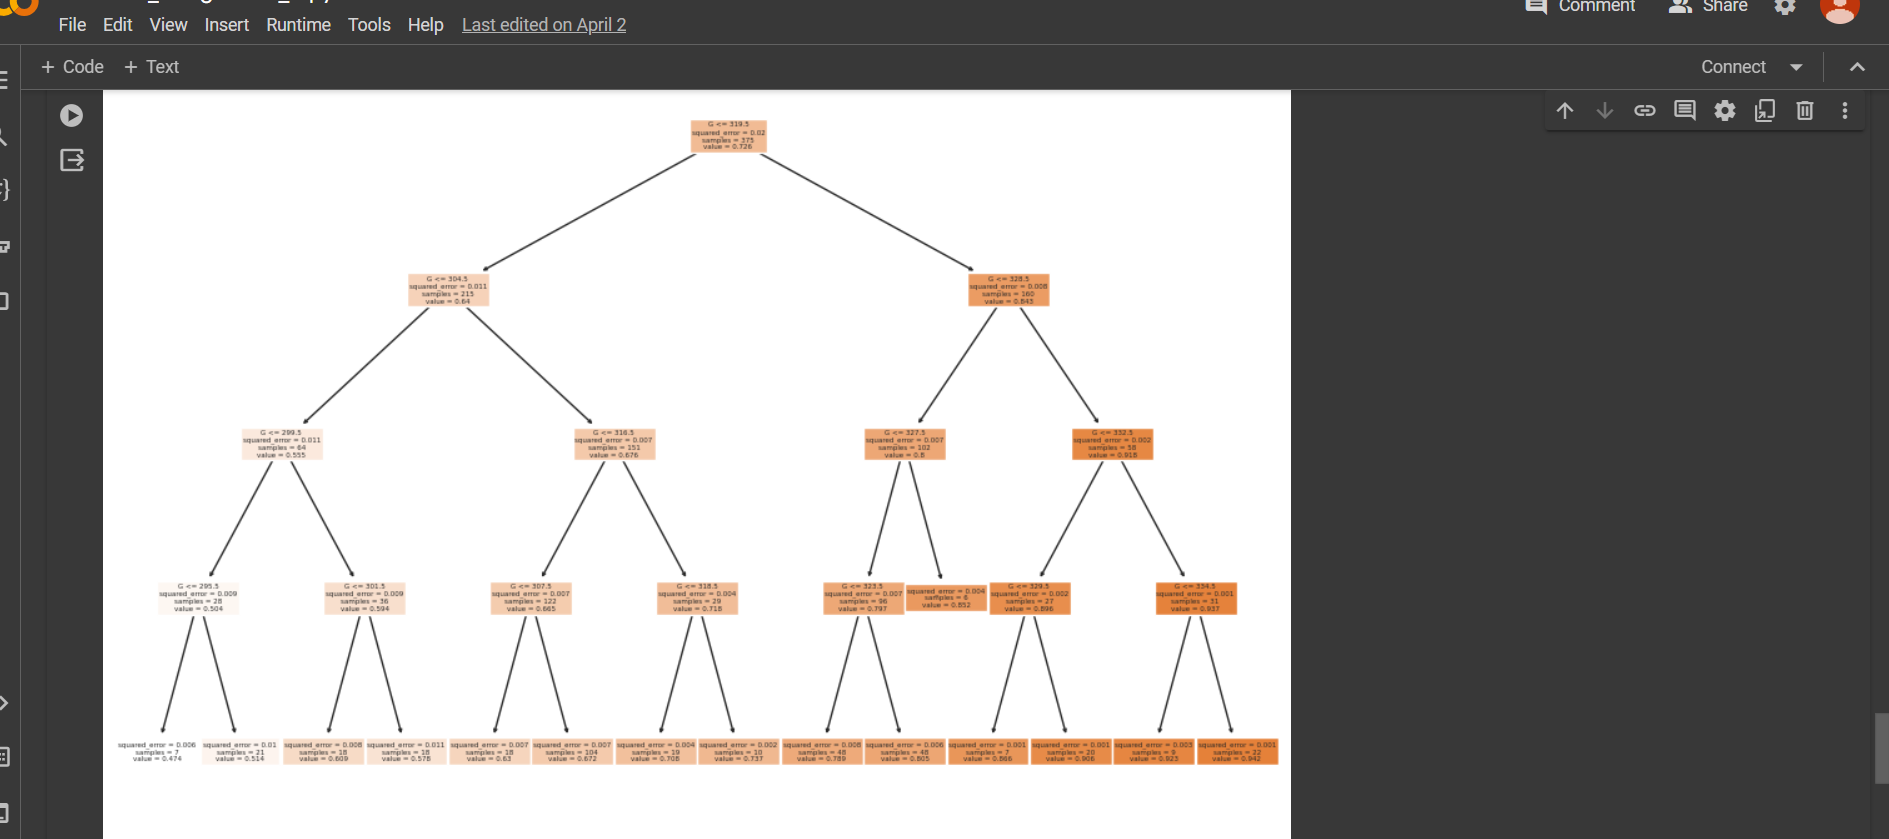 Comment
Share
File Edit View Insert Runtime Tools Help Last edited on April 2
+ Code + Text
Connect
G <= 319.5
squared_error = 0.02
samples = 375
value = 0.726
G <= 304.5
squared_error = 0.011
samples = 215
value = 0.64
G <= 328.5
squared_error = 0.008
samples = 160
value = 0.843
G <= 299.5
squared_error = 0.011
samples = 64
value = 0.555
G <= 316.5
squared_error = 0.007
samples = 151
value = 0.676
G <= 327.5
squared_error = 0.007
samples = 102
value = 0.8
G <= 332.5
squared_error = 0.002
samples = 58
value = 0.918
G <= 295.5
squared_error = 0.009
samples = 28
value = 0.504
G <= 301.5
squared_error = 0.009
samples = 36
value = 0.594
G <= 307.5
squared_error = 0.007
samples = 122
value = 0.665
G <= 318.5
squared_error = 0.004
samples = 29
value = 0.718
G <= 323.5
squared_error = 0.007
samples = 96
value = 0.797
squared_error = 0.004
samples = 6
value = 0.852
G <= 329.5
squared_error = 0.002
samples = 27
value = 0.896
G <= 334.5
squared_error = 0.001
samples = 31
value = 0.937
squared_error = 0.006
samples = 7
value = 0.474
squared_error = 0.01
samples = 21
value = 0.514
squared_error = 0.008
samples = 18
value = 0.609
squared_error = 0.011
samples = 18
value = 0.578
squared_error = 0.007
samples = 18
value = 0.63
squared_error = 0.007
samples = 104
value = 0.672
squared_error = 0.004
samples = 19
value = 0.708
squared_error = 0.002
samples = 10
value = 0.737
squared_error = 0.008
samples = 48
value = 0.789
squared_error = 0.006
samples = 48
value = 0.805
squared_error = 0.001
samples = 7
value = 0.866
squared_error = 0.001
samples = 20
value = 0.906
squared_error = 0.003
samples = 9
value = 0.923
squared_error = 0.001
samples = 22
value = 0.942